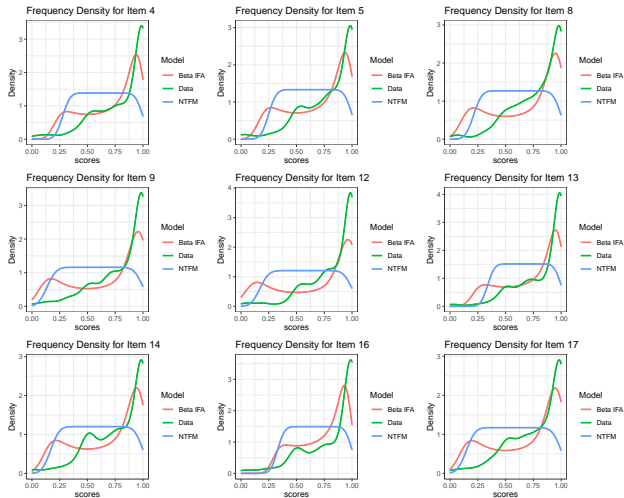 Frequency Density for Item 4
Density
3
2
1
0
0.00 0.25 0.50 0.75 1.00
scores
Model
Beta IFA
Data
NTFM
Frequency Density for Item 5
Density
3
2
1
0
0.00 0.25 0.50 0.75 1.00
scores
Model
Beta IFA
Data
NTFM
Frequency Density for Item 8
Density
3
2
1
0
0.00 0.25 0.50 0.75 1.00
scores
Model
Beta IFA
Data
NTFM
Frequency Density for Item 9
Density
3
2
1
0
0.00 0.25 0.50 0.75 1.00
scores
Model
Beta IFA
Data
NTFM
Frequency Density for Item 12
Density
4
3
2
1
0
0.00 0.25 0.50 0.75 1.00
scores
Model
Beta IFA
Data
NTFM
Frequency Density for Item 13
Density
4
3
2
1
0
0.00 0.25 0.50 0.75 1.00
scores
Model
Beta IFA
Data
NTFM
Frequency Density for Item 14
Density
3
2
1
0
0.00 0.25 0.50 0.75 1.00
scores
Model
Beta IFA
Data
NTFM
Frequency Density for Item 16
Density
3
2
1
0
0.00 0.25 0.50 0.75 1.00
scores
Model
Beta IFA
Data
NTFM
Frequency Density for Item 17
Density
3
2
1
0
0.00 0.25 0.50 0.75 1.00
scores
Model
Beta IFA
Data
NTFM